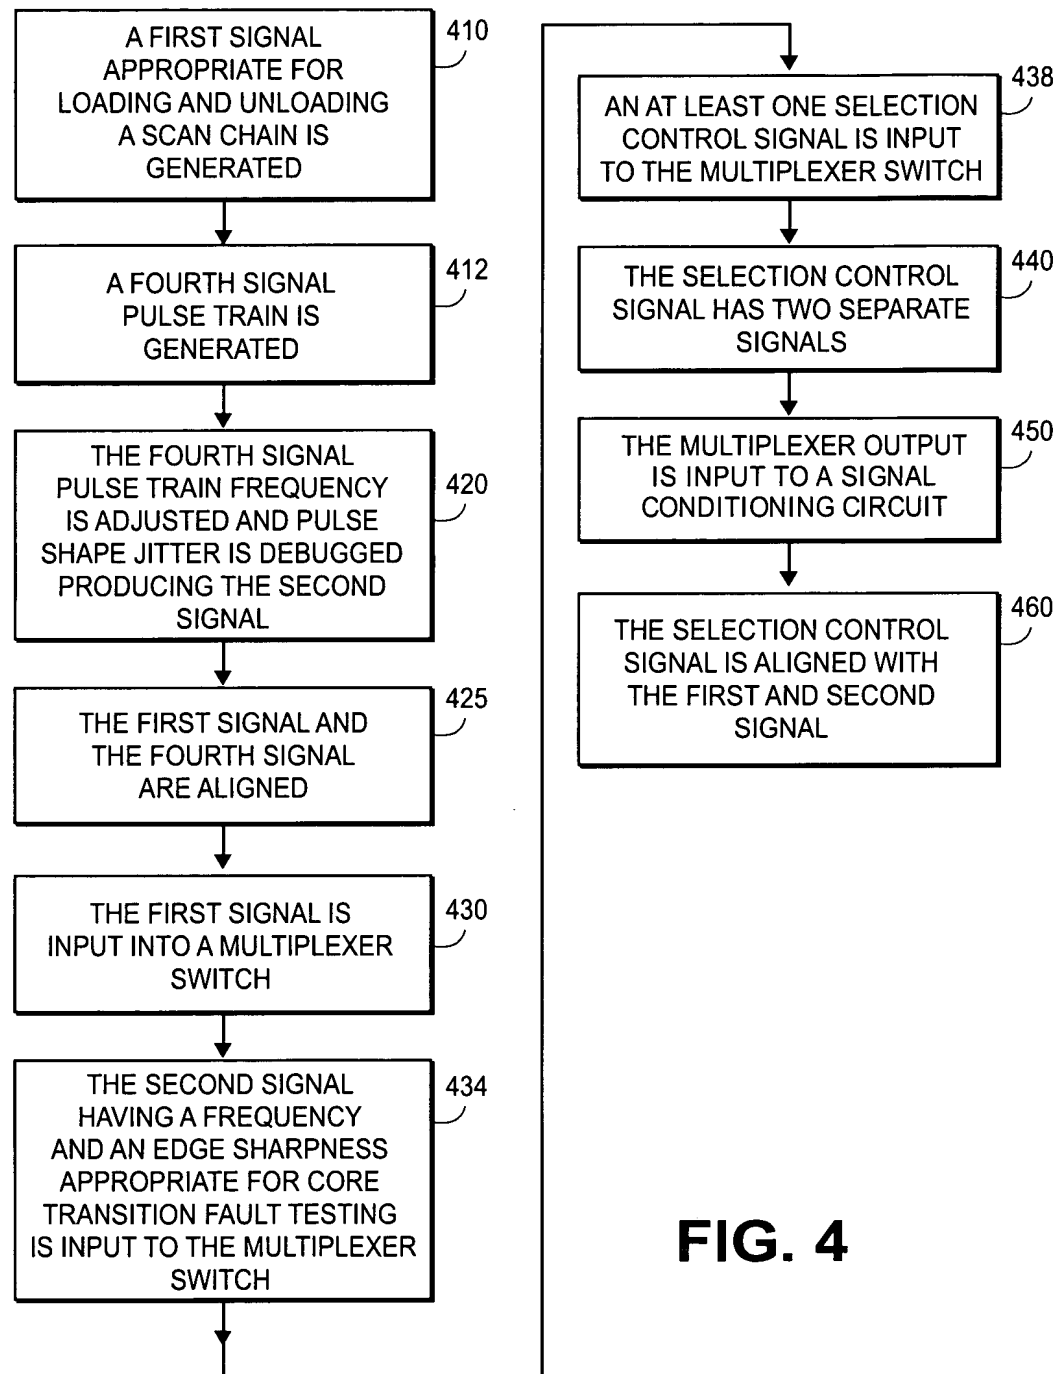 A FIRST SIGNAL
APPROPRIATE FOR
LOADING AND UNLOADING
A SCAN CHAIN IS
GENERATED
410
A FOURTH SIGNAL
PULSE TRAIN IS
GENERATED
412
THE FOURTH SIGNAL
PULSE TRAIN FREQUENCY
IS ADJUSTED AND PULSE
SHAPE JITTER IS DEBUGGED
PRODUCING THE SECOND
SIGNAL
420
THE FIRST SIGNAL AND
THE FOURTH SIGNAL
ARE ALIGNED
425
THE FIRST SIGNAL IS
INPUT INTO A MULTIPLEXER
SWITCH
430
THE SECOND SIGNAL
HAVING A FREQUENCY
AND AN EDGE SHARPNESS
APPROPRIATE FOR CORE
TRANSITION FAULT TESTING
IS INPUT TO THE MULTIPLEXER
SWITCH
434
AN AT LEAST ONE SELECTION
CONTROL SIGNAL IS INPUT
TO THE MULTIPLEXER SWITCH
438
THE SELECTION CONTROL
SIGNAL HAS TWO SEPARATE
SIGNALS
440
THE MULTIPLEXER OUTPUT
IS INPUT TO A SIGNAL
CONDITIONING CIRCUIT
450
THE SELECTION CONTROL
SIGNAL IS ALIGNED WITH
THE FIRST AND SECOND
SIGNAL
460
FIG. 4